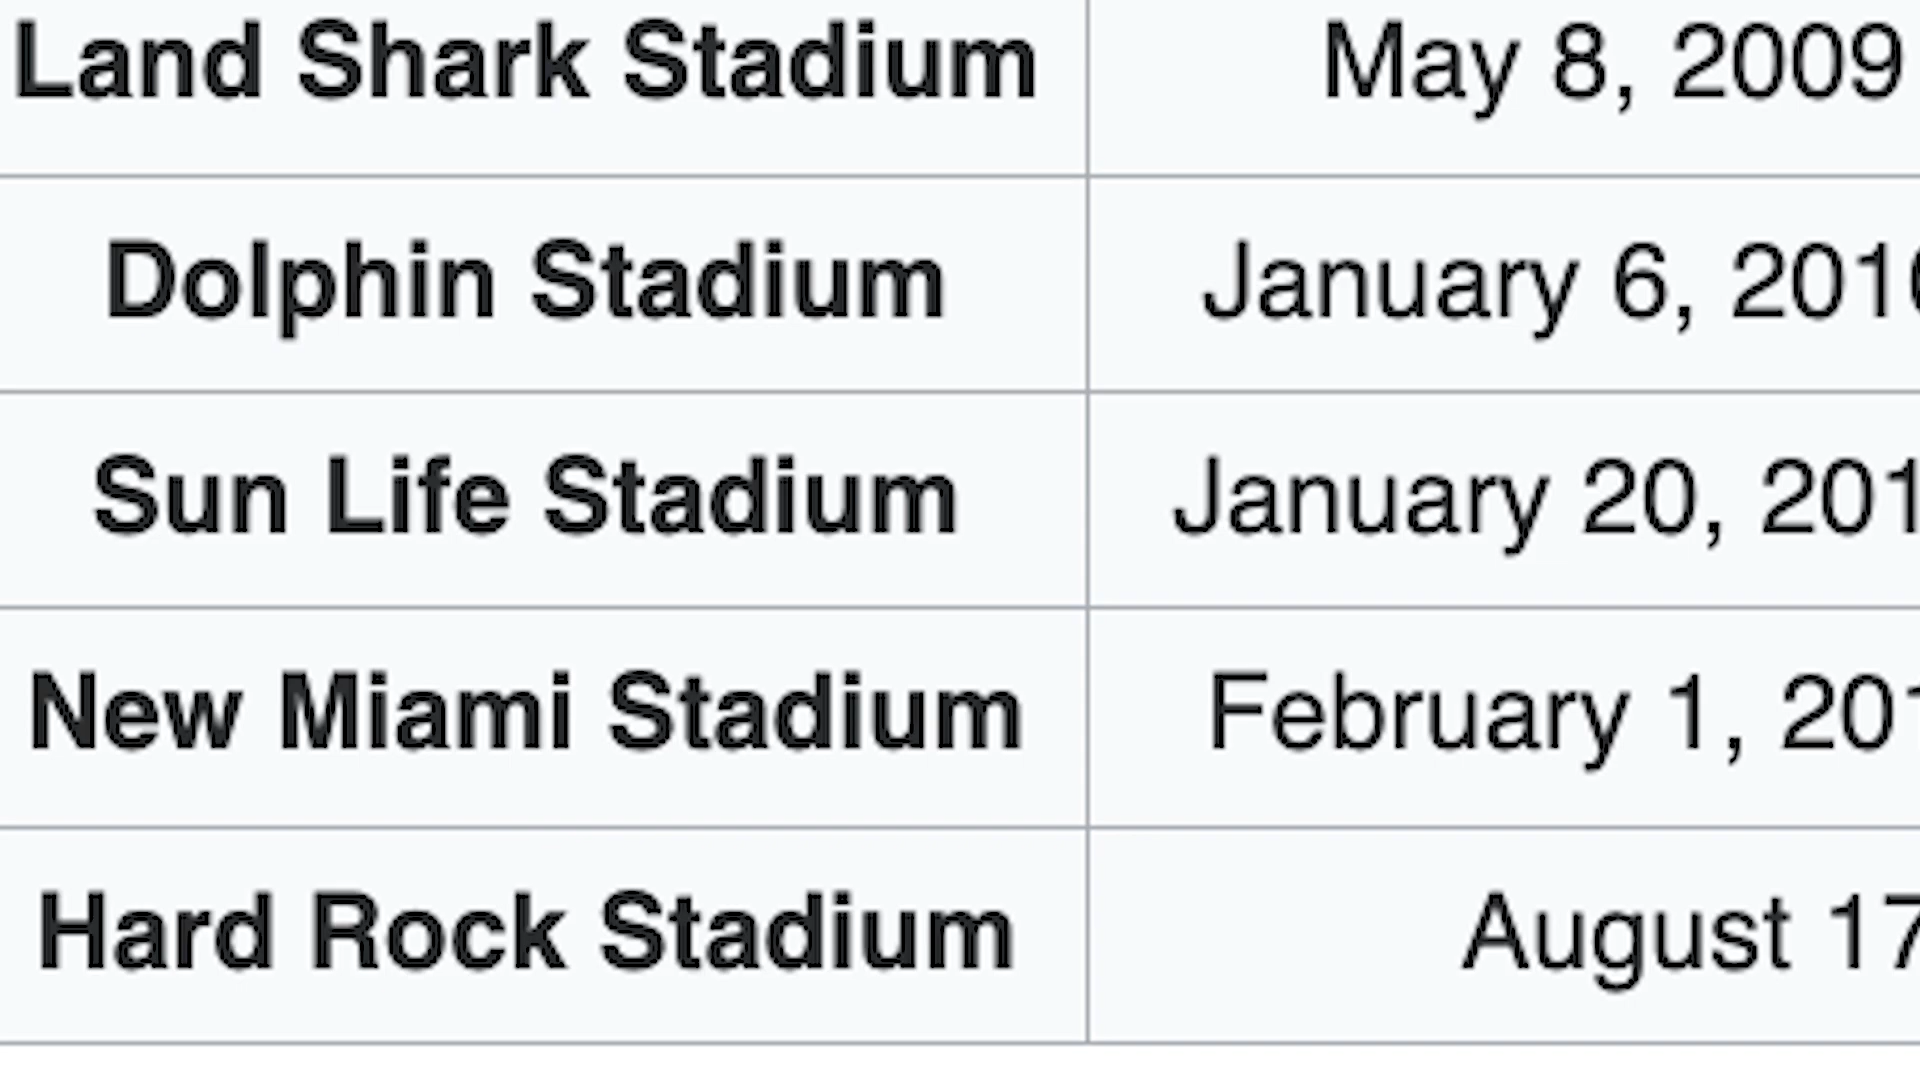 Land Shark Stadium May 8, 2009
Dolphin Stadium January 6, 201
Sun Life Stadium January 20, 201
New Miami Stadium February 1, 201
Hard Rock Stadium August 17